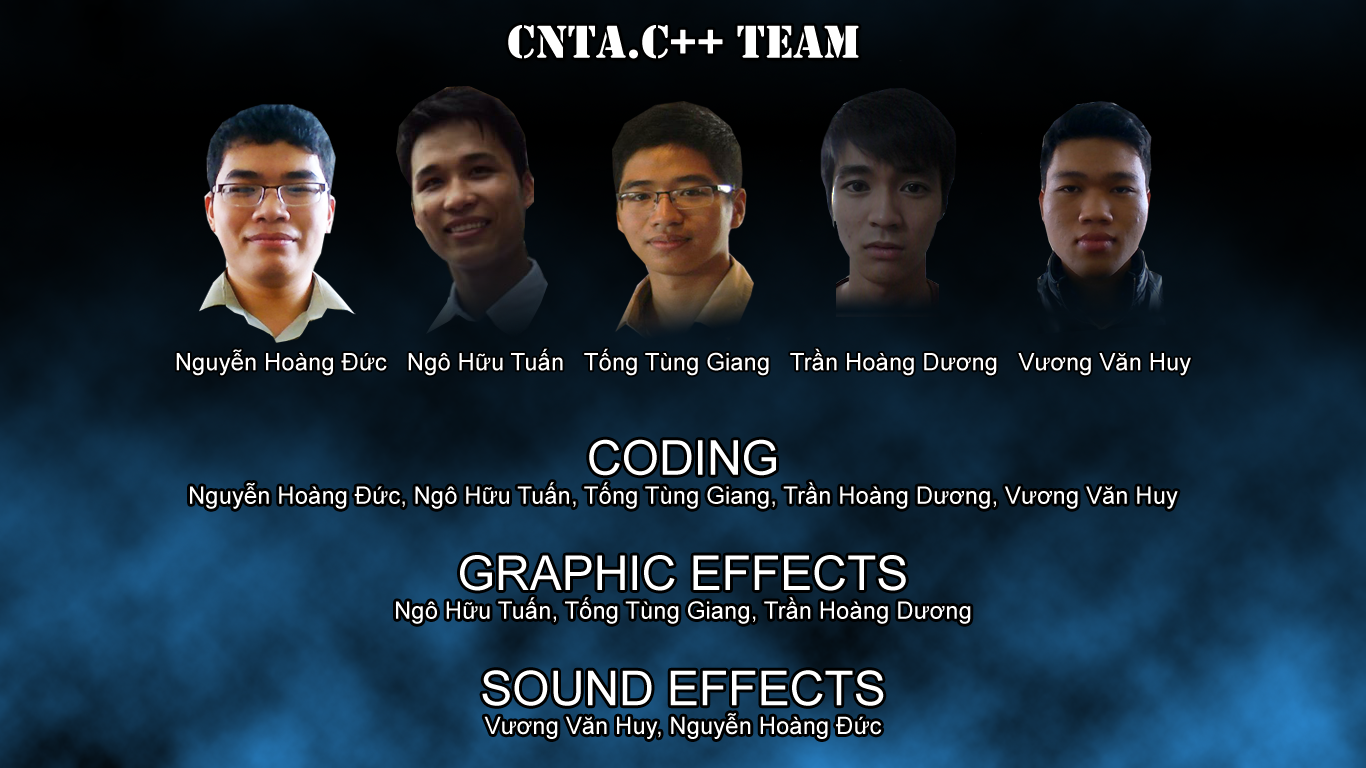 CNTA.C++ TEAM
Nguyễn Hoàng Đức Ngô Hữu Tuấn Tống Tùng Giang Trần Hoàng Dương Vương Văn Huy
CODING
Nguyễn Hoàng Đức, Ngô Hữu Tuấn, Tống Tùng Giang, Trần Hoàng Dương, Vương Văn Huy
GRAPHIC EFFECTS
Ngô Hữu Tuấn, Tống Tùng Giang, Trần Hoàng Dương
SOUND EFFECTS
Vương Văn Huy, Nguyễn Hoàng Đức